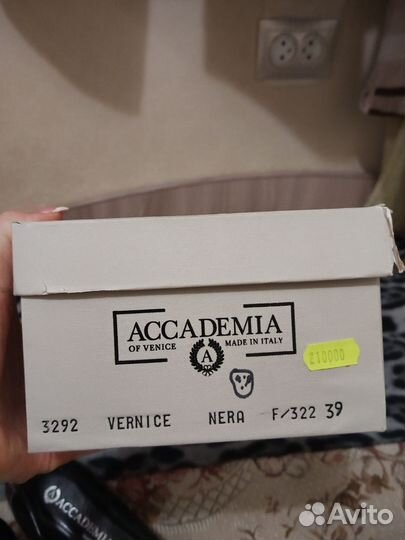 ACCADEMIA
OF VENICE MADE IN ITALY
A
210000
3292 VERNICE NERA F/322 39
ACCADEMIA
Avito